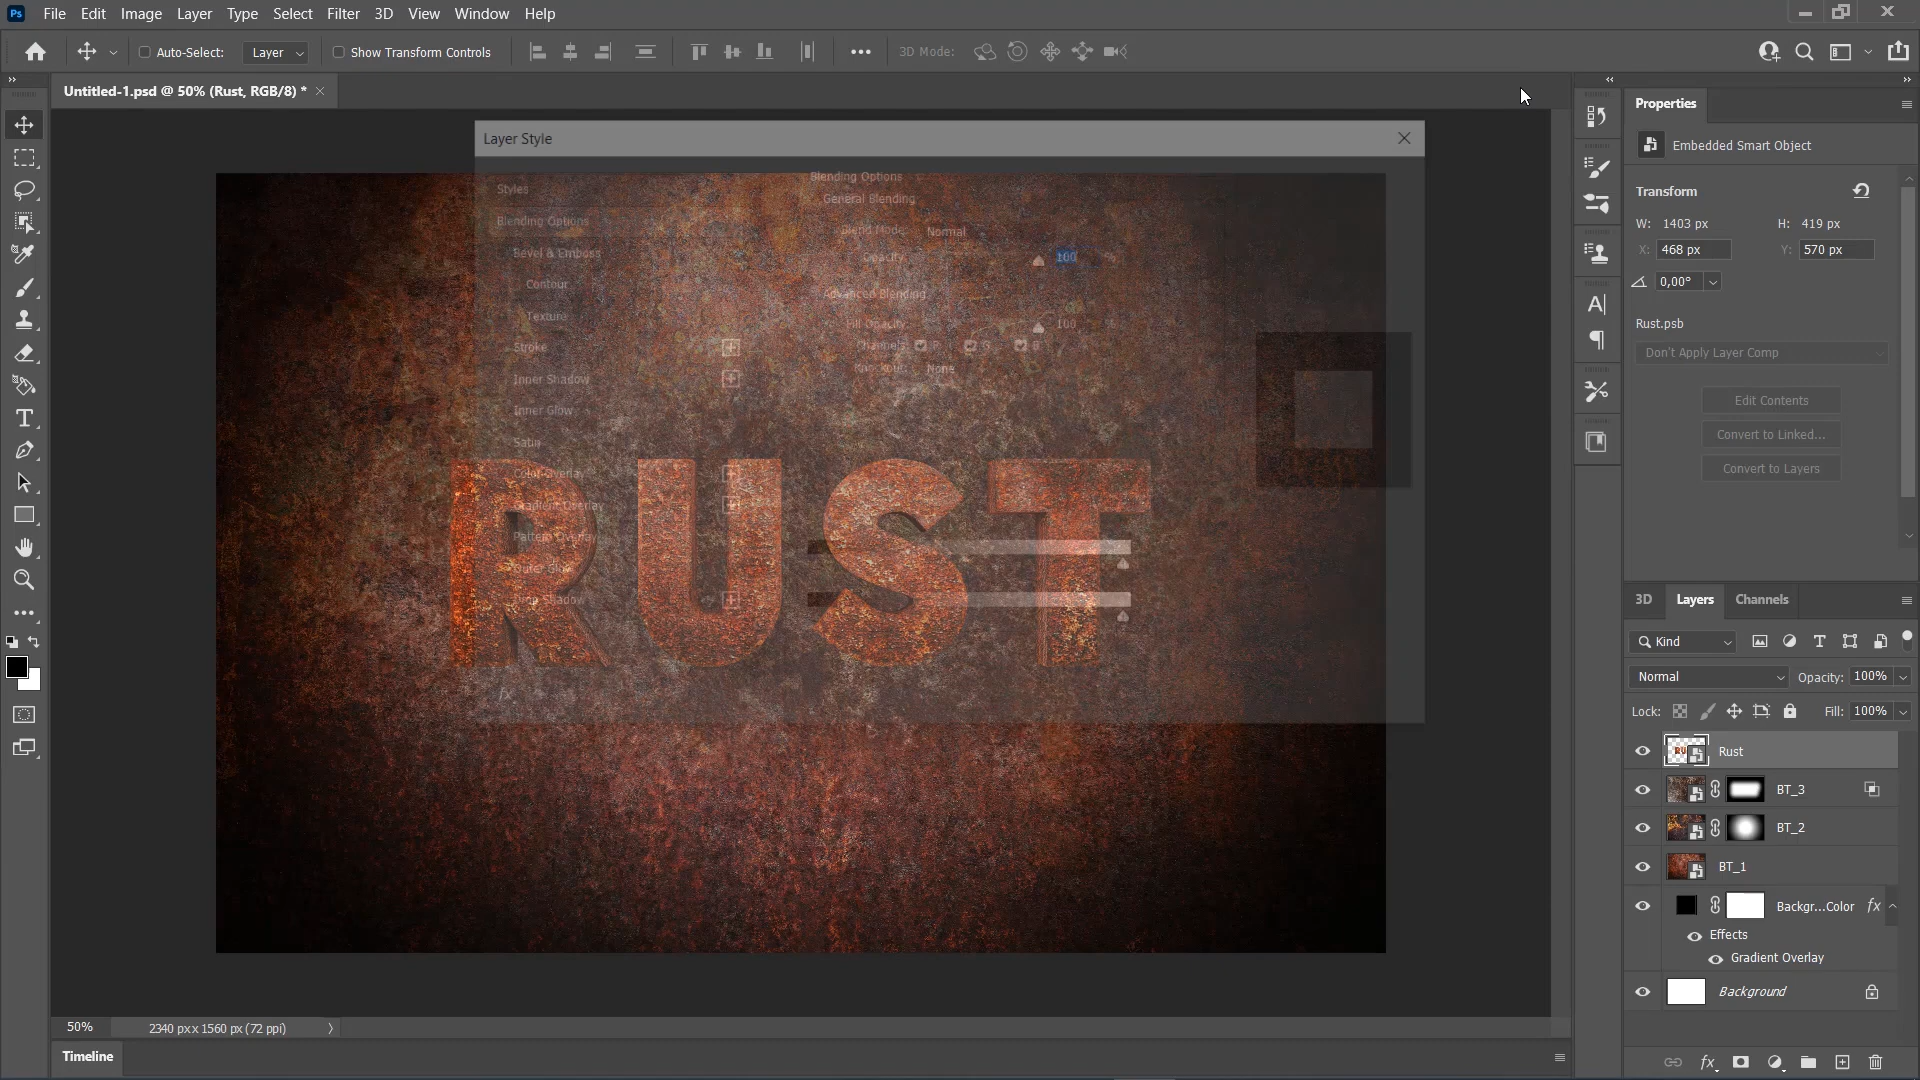 Ps File Edit Image Layer Type Select Filter 3D View Window Help
Auto-Select: Layer Show Transform Controls 3D Mode:
Untitled-1.psd @ 50% (Rust, RGB/8) *
Layer Style
Styles
Blending Options
Bevel & Emboss
Contour
Texture
Stroke
Inner Shadow
Inner Glow
Satin
Color Overlay
Gradient Overlay
Pattern Overlay
Outer Glow
Drop Shadow
fx
Blending Options
General Blending
Blend Mode: Normal
Opacity: 100 %
Advanced Blending
Fill Opacity: 100 %
Channels: R G B
Knockout: None
RUST
50% 2340 px x 1560 px (72 ppi)
Timeline
Properties
Embedded Smart Object
Transform
W: 1403 px H: 419 px
X: 468 px Y: 570 px
0,00°
Rust.psb
Don't Apply Layer Comp
Edit Contents
Convert to Linked...
Convert to Layers
3D Layers Channels
Kind
Normal Opacity: 100%
Lock: Fill: 100%
Rust
BT_3
BT_2
BT_1
Backgr...Color fx
Effects
Gradient Overlay
Background
fx